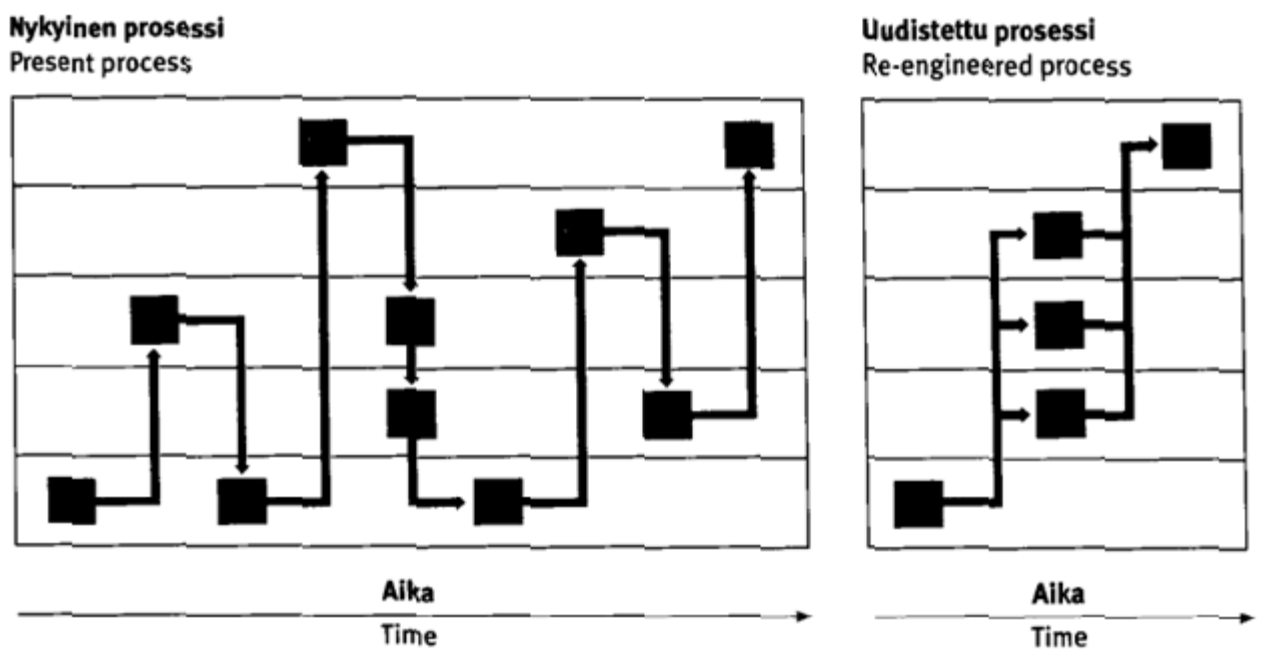 Nykyinen prosessi
Present process
Uudistettu prosessi
Re-engineered process
Aika
Time
Aika
Time